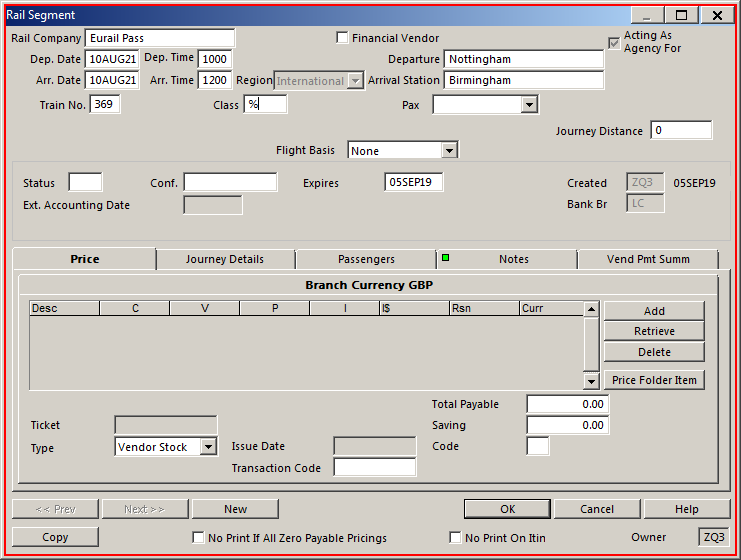 Rail Segment
Rail Company Eurail Pass Financial Vendor Acting As Agency For
Dep. Date 10AUG21 Dep. Time 1000 Departure Nottingham
Arr. Date 10AUG21 Arr. Time 1200 Region International Arrival Station Birmingham
Train No. 369 Class % Pax
Journey Distance 0
Flight Basis None
Status Conf. Expires 05SEP19 Created ZQ3 05SEP19
Ext. Accounting Date Bank Br LC
Price Journey Details Passengers Notes Vend Pmt Summ
Branch Currency GBP
Desc C V P I I$ Rsn Curr
Add
Retrieve
Delete
Price Folder Item
Total Payable 0.00
Ticket Saving 0.00
Type Vendor Stock Issue Date Code
Transaction Code
<< Prev Next >> New OK Cancel Help
Copy No Print If All Zero Payable Pricings No Print On Itin Owner ZQ3